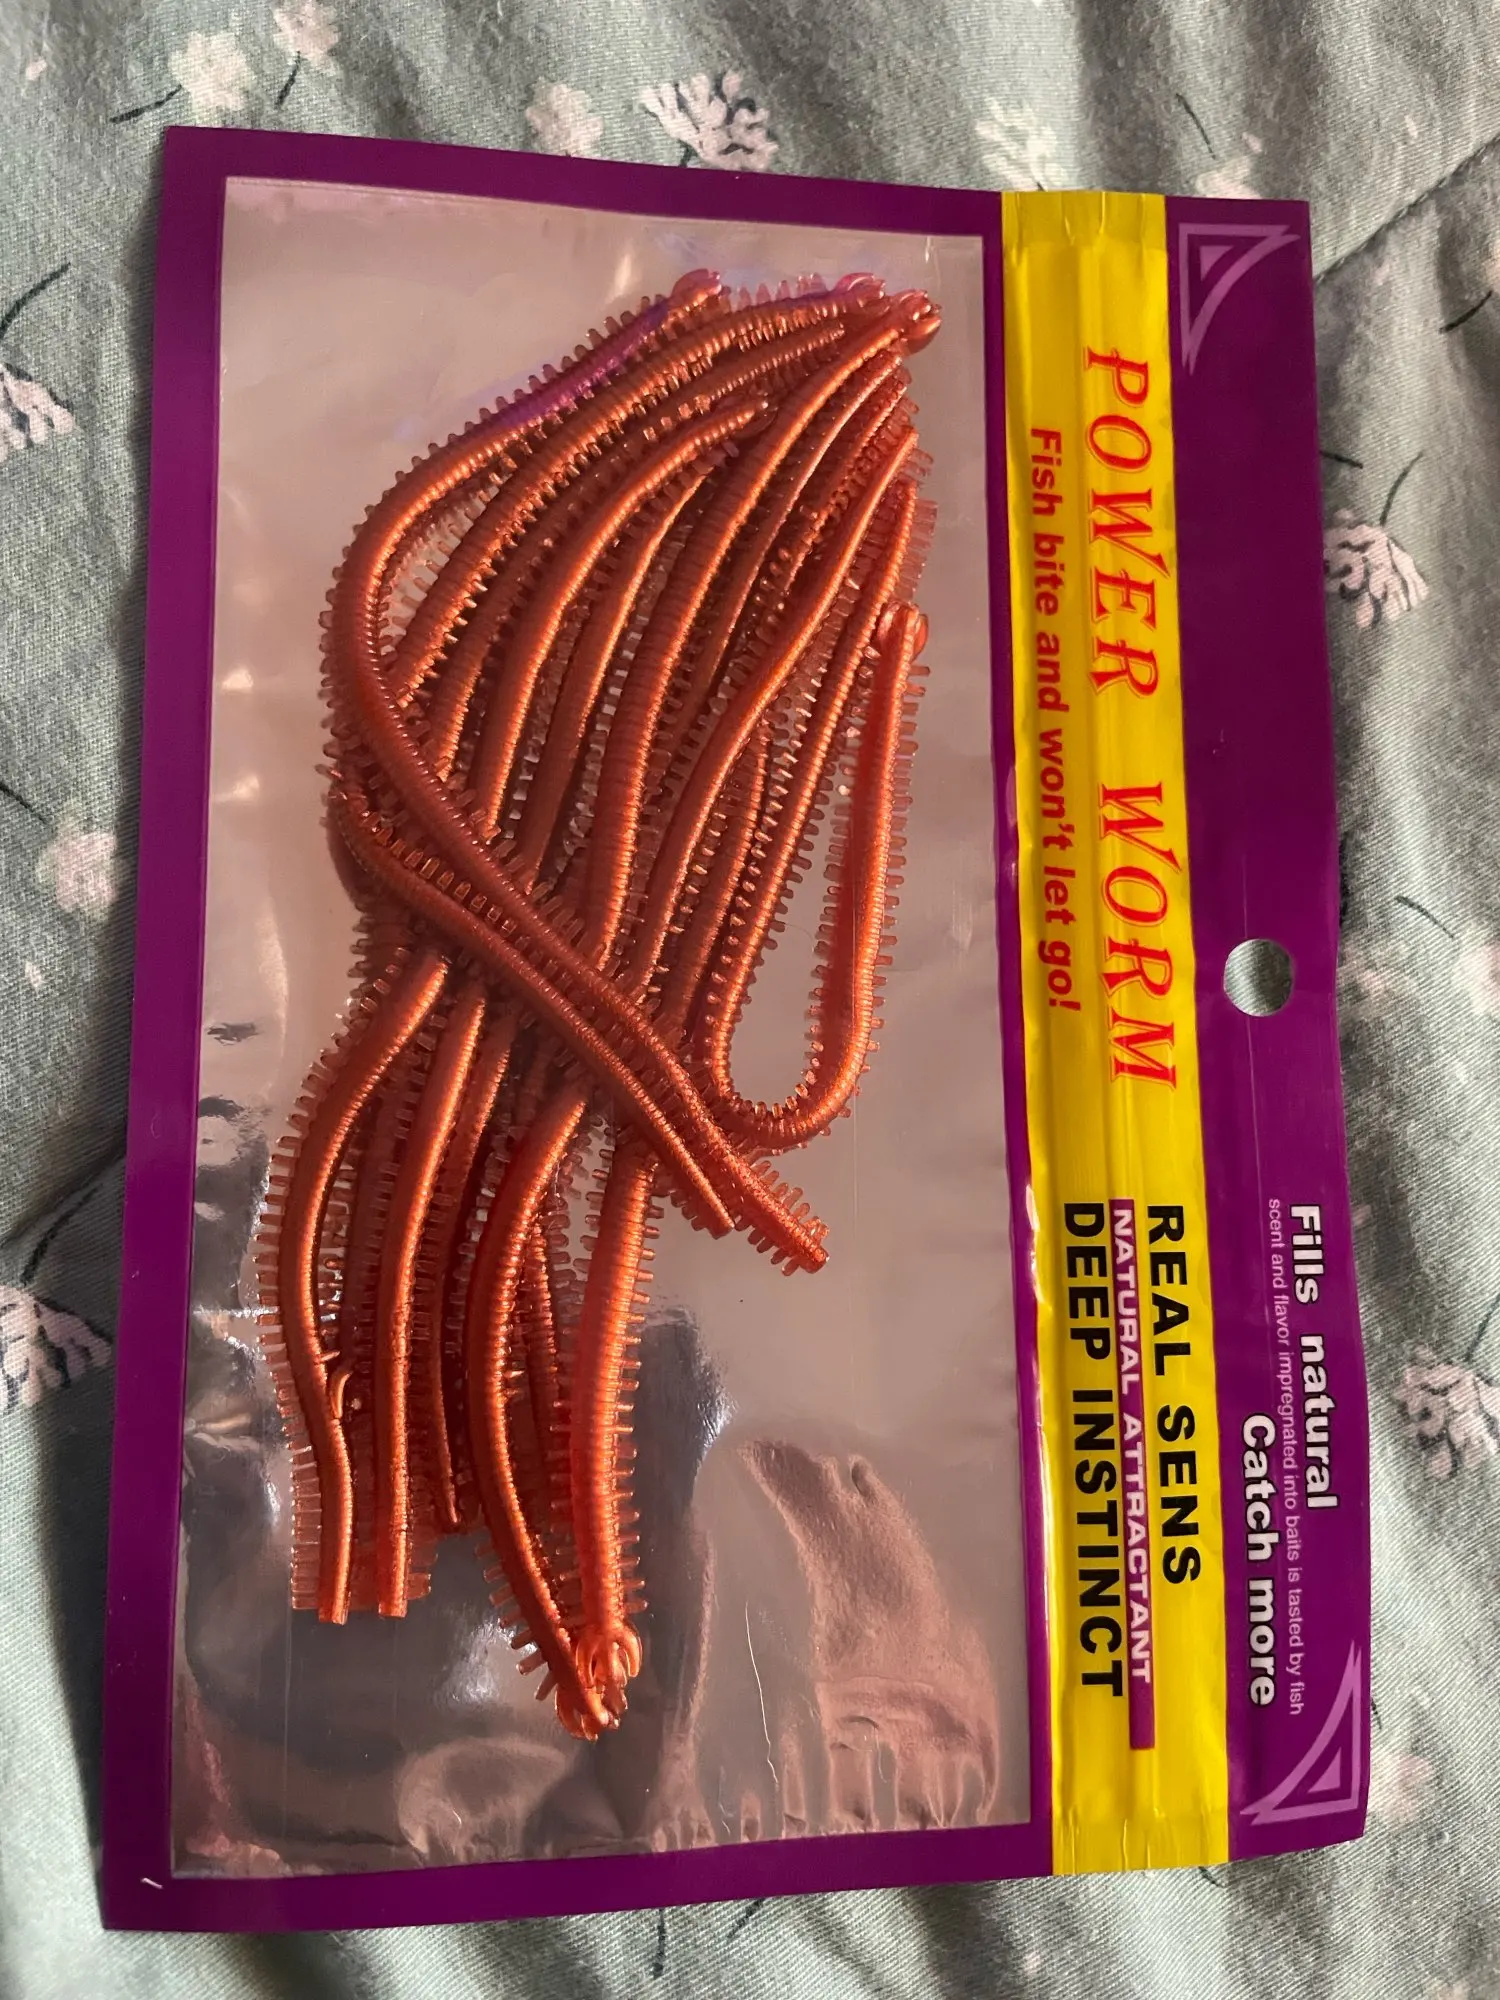 Fills natural
scent and flavor impregnated into baits is tasted by fish
Catch more
POWER WORM
Fish bite and won't let go!
REAL SENS
NATURAL ATTRACTANT
DEEP INSTINCT